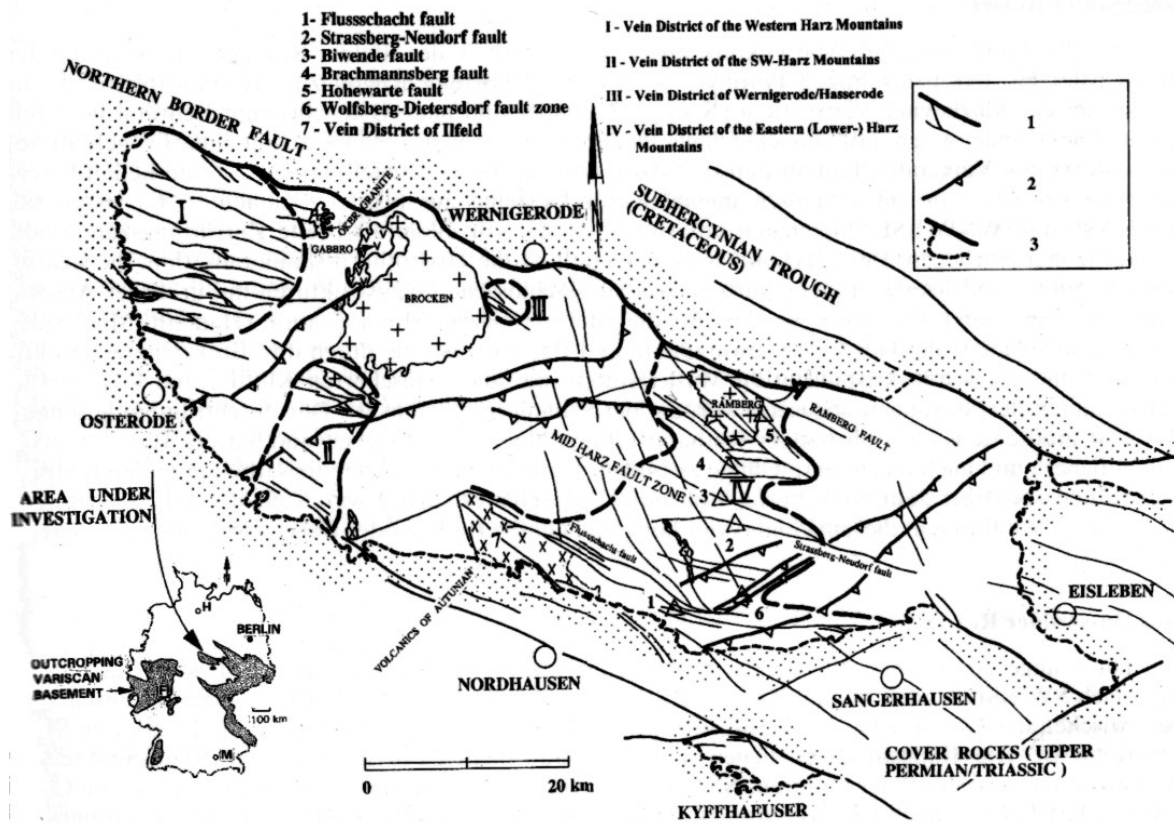 1- Flussschacht fault
2- Strassberg-Neudorf fault
3- Biwende fault
4- Brachmannsberg fault
5- Hohewarte fault
6- Wolfsberg-Dietersdorf fault zone
7 - Vein District of Ilfeld
I - Vein District of the Western Harz Mountains
II - Vein District of the SW-Harz Mountains
III - Vein District of Wernigerode/Hasserode
IV - Vein District of the Eastern (Lower-) Harz
Mountains
1
2
3
NORTHERN BORDER FAULT
I
OKER GRANITE
GABBRO
WERNIGERODE
SUBHERCYNIAN TROUGH
(CRETACEOUS)
BROCKEN
III
OSTERODE
II
RAMBERG
5
RAMBERG FAULT
MID HARZ FAULT ZONE
4
3
IV
2
AREA UNDER
INVESTIGATION
7
Flussschacht fault
Strassberg-Neudorf fault
1
6
EISLEBEN
VOLCANICS OF AUTUNIAN
NORDHAUSEN
SANGERHAUSEN
H
BERLIN
OUTCROPPING
VARISCAN
BASEMENT
100 km
M
0
20 km
COVER ROCKS ( UPPER
PERMIAN/TRIASSIC )
KYFFHAEUSER